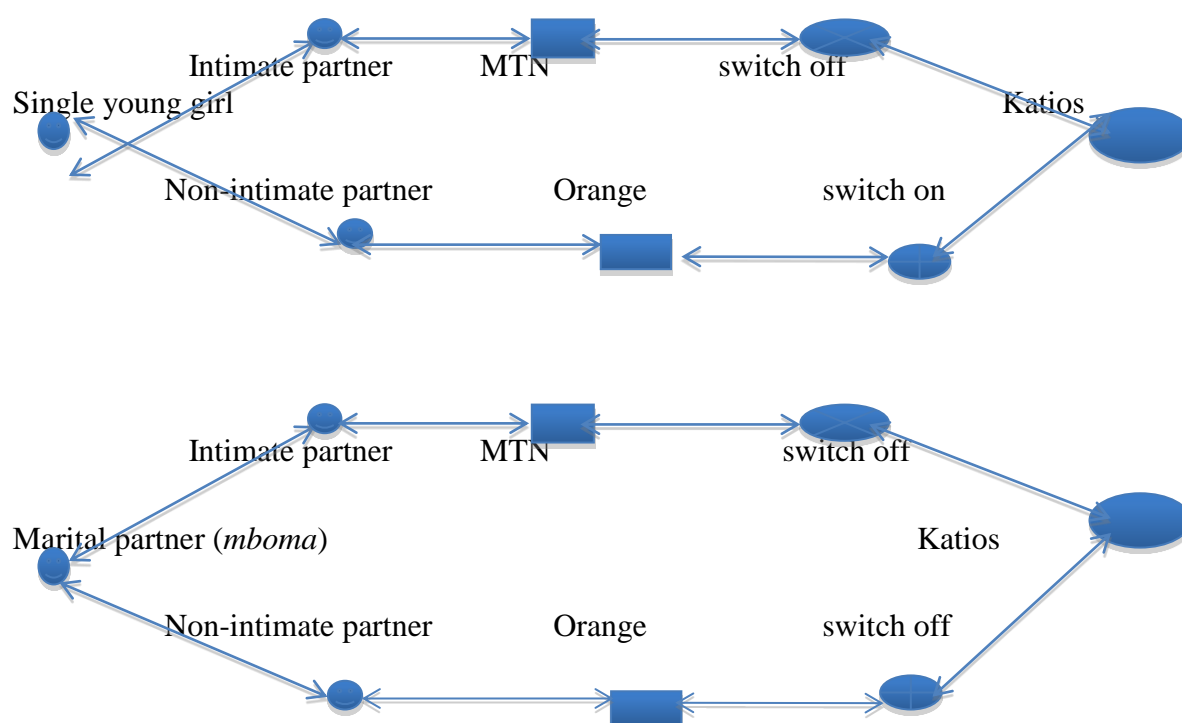 Intimate partner MTN switch off
Single young girl Katios
Non-intimate partner Orange switch on
Intimate partner MTN switch off
Marital partner (mboma) Katios
Non-intimate partner Orange switch off